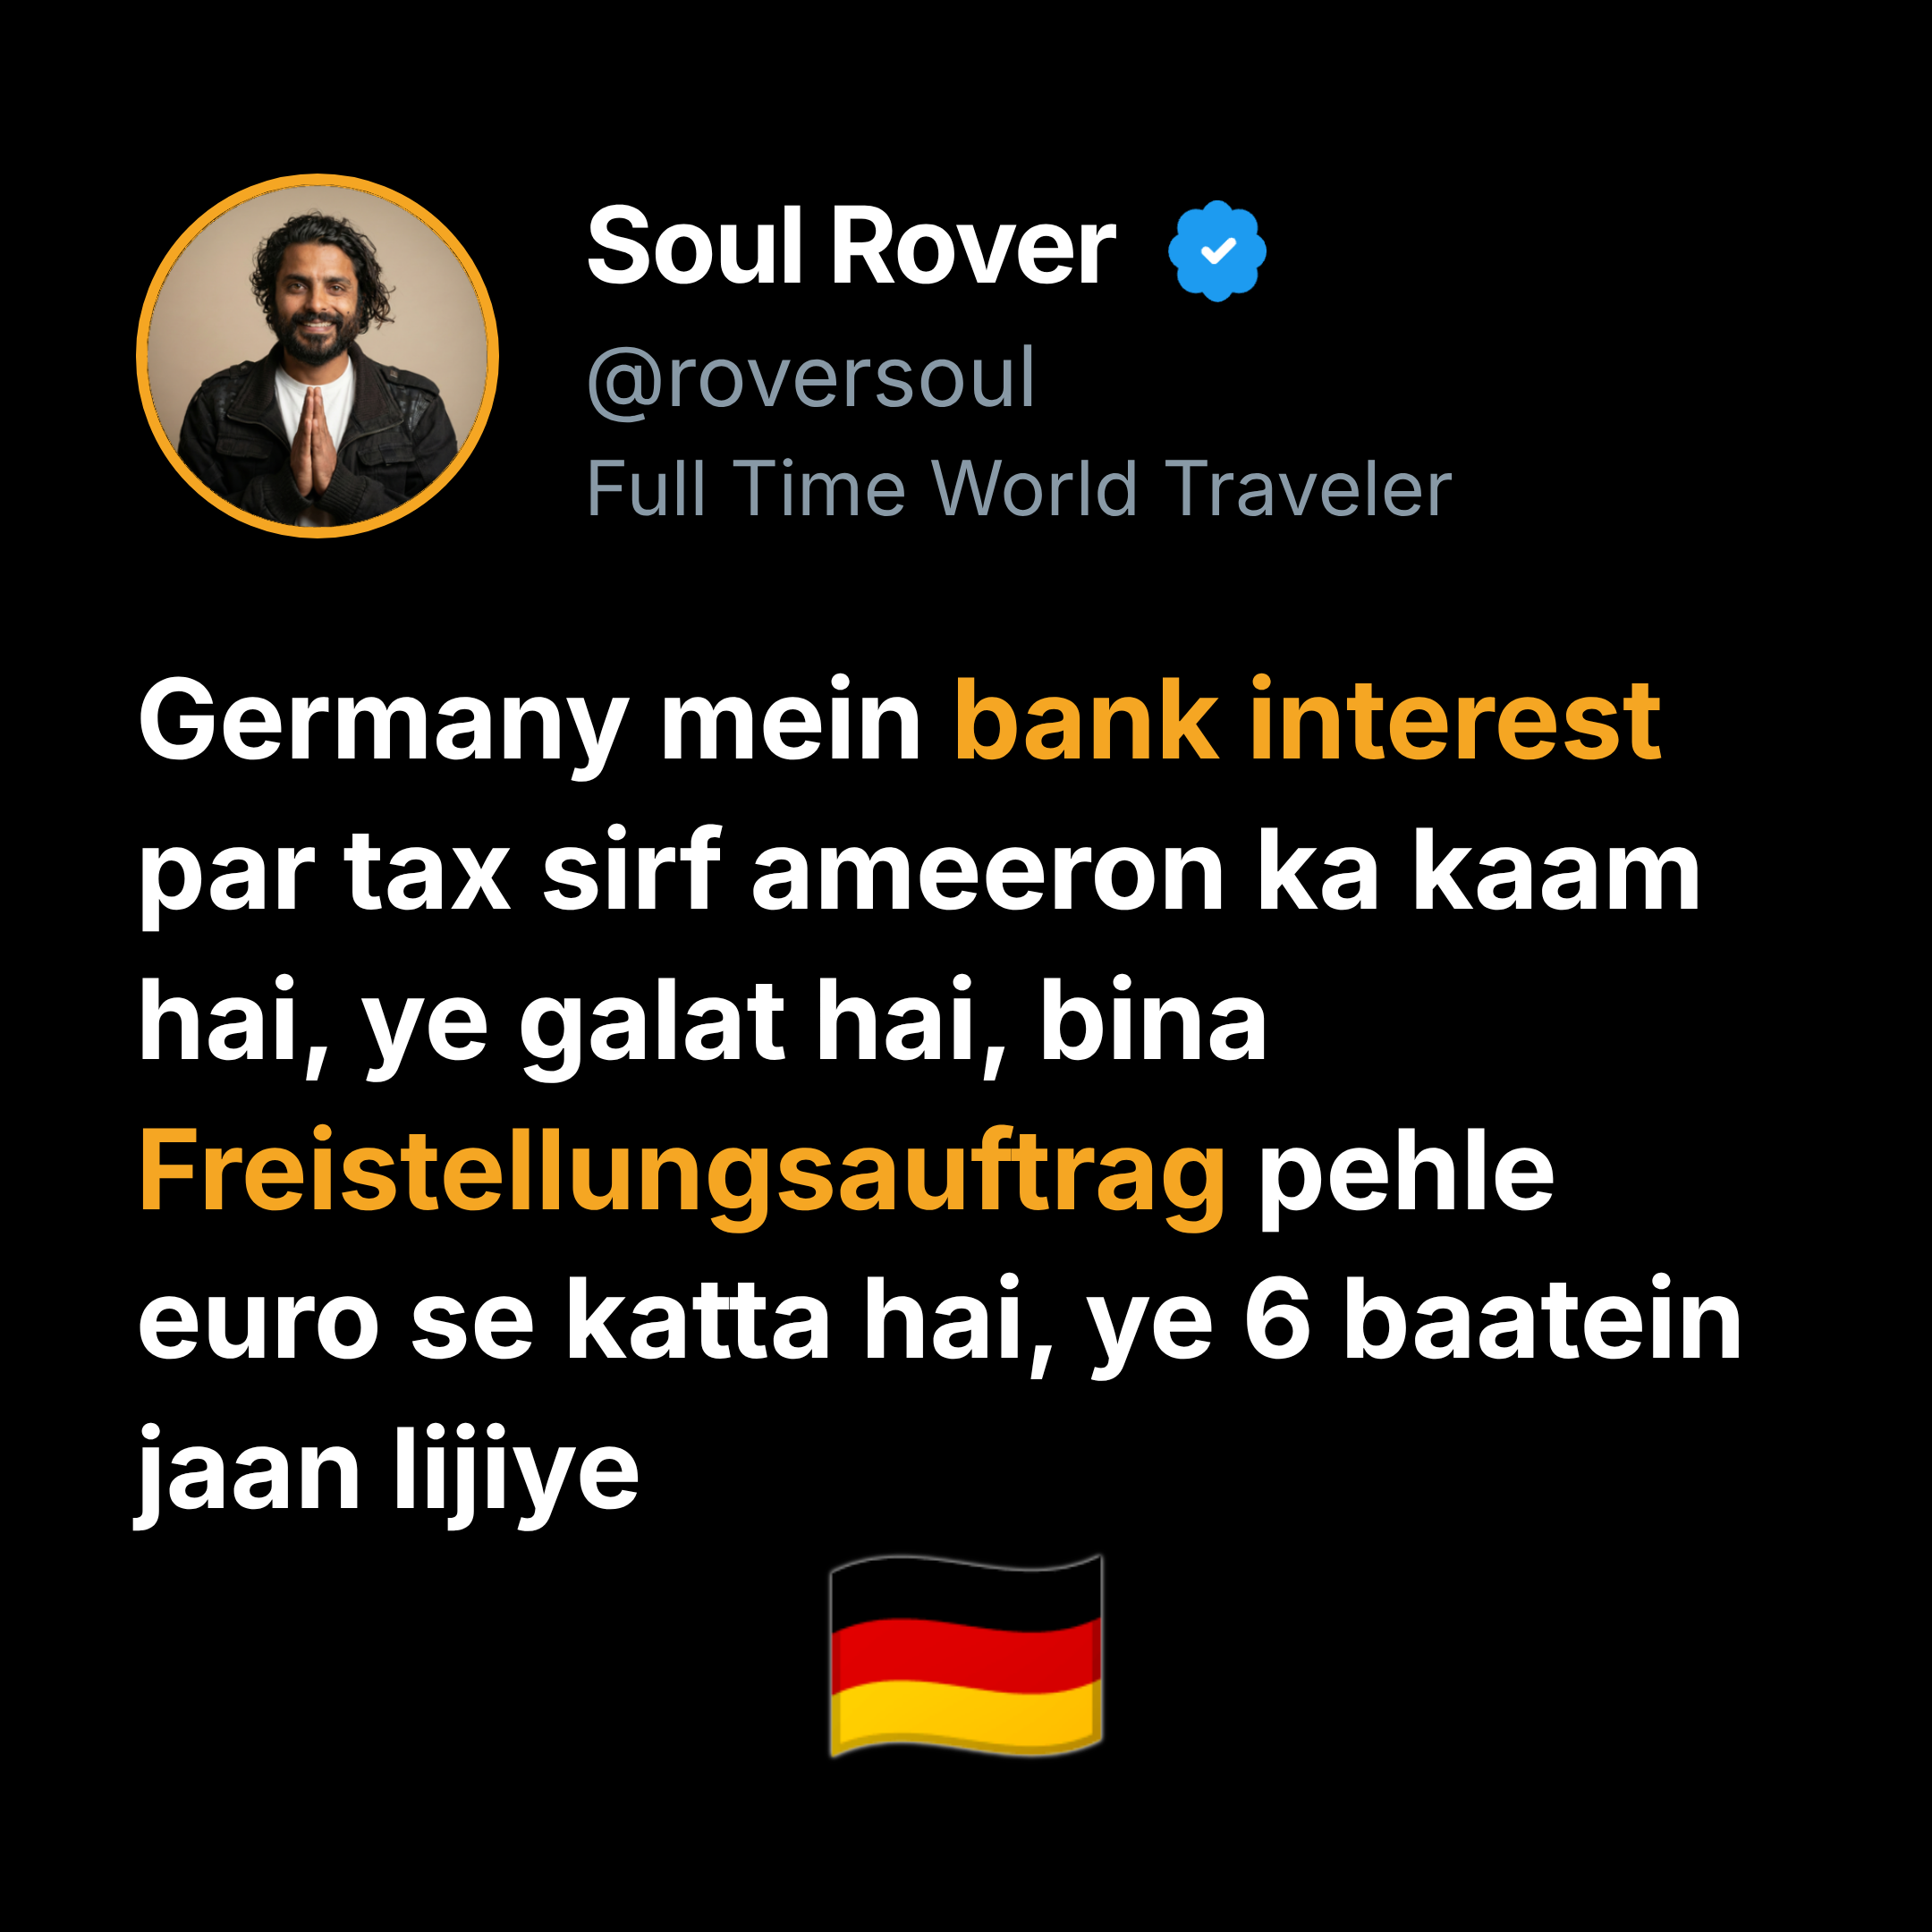 Soul Rover
@roversoul
Full Time World Traveler
Germany mein bank interest
par tax sirf ameeron ka kaam
hai, ye galat hai, bina
Freistellungsauftrag pehle
euro se katta hai, ye 6 baatein
jaan lijiye